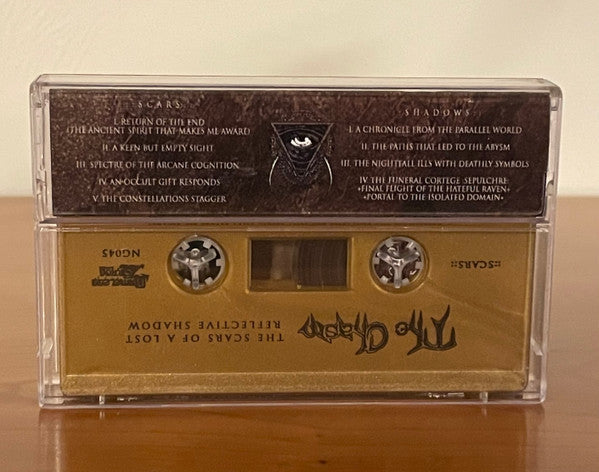 SCARS
I. RETURN OF THE END
(THE ANCIENT SPIRIT THAT MAKES ME AWARE)
II. A KEEN BUT EMPTY SIGHT
III. SPECTRE OF THE ARCANE COGNITION
IV. AN OCCULT GIFT RESPONDS
V. THE CONSTELLATIONS STAGGER
SHADOWS
I. A CHRONICLE FROM THE PARALLEL WORLD
II. THE PATHS THAT LED TO THE ABYSM
III. THE NIGHTFALL ILLS WITH DEATHLY SYMBOLS
IV. THE FUNERAL CORTEGE: SEPULCHRE
+FINAL FLIGHT OF THE HATEFUL RAVEN+
+PORTAL TO THE ISOLATED DOMAIN+
::SCARS::
NG045
The Chasm
THE SCARS OF A LOST
REFLECTIVE SHADOW